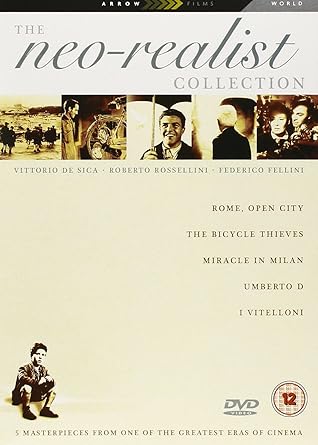 ARROW FILMS WORLD
THE
neo-realist
COLLECTION
VITTORIO DE SICA · ROBERTO ROSSELLINI · FEDERICO FELLINI
ROME, OPEN CITY
THE BICYCLE THIEVES
MIRACLE IN MILAN
UMBERTO D
I VITELLONI
DVD
VIDEO
12
5 MASTERPIECES FROM ONE OF THE GREATEST ERAS OF CINEMA